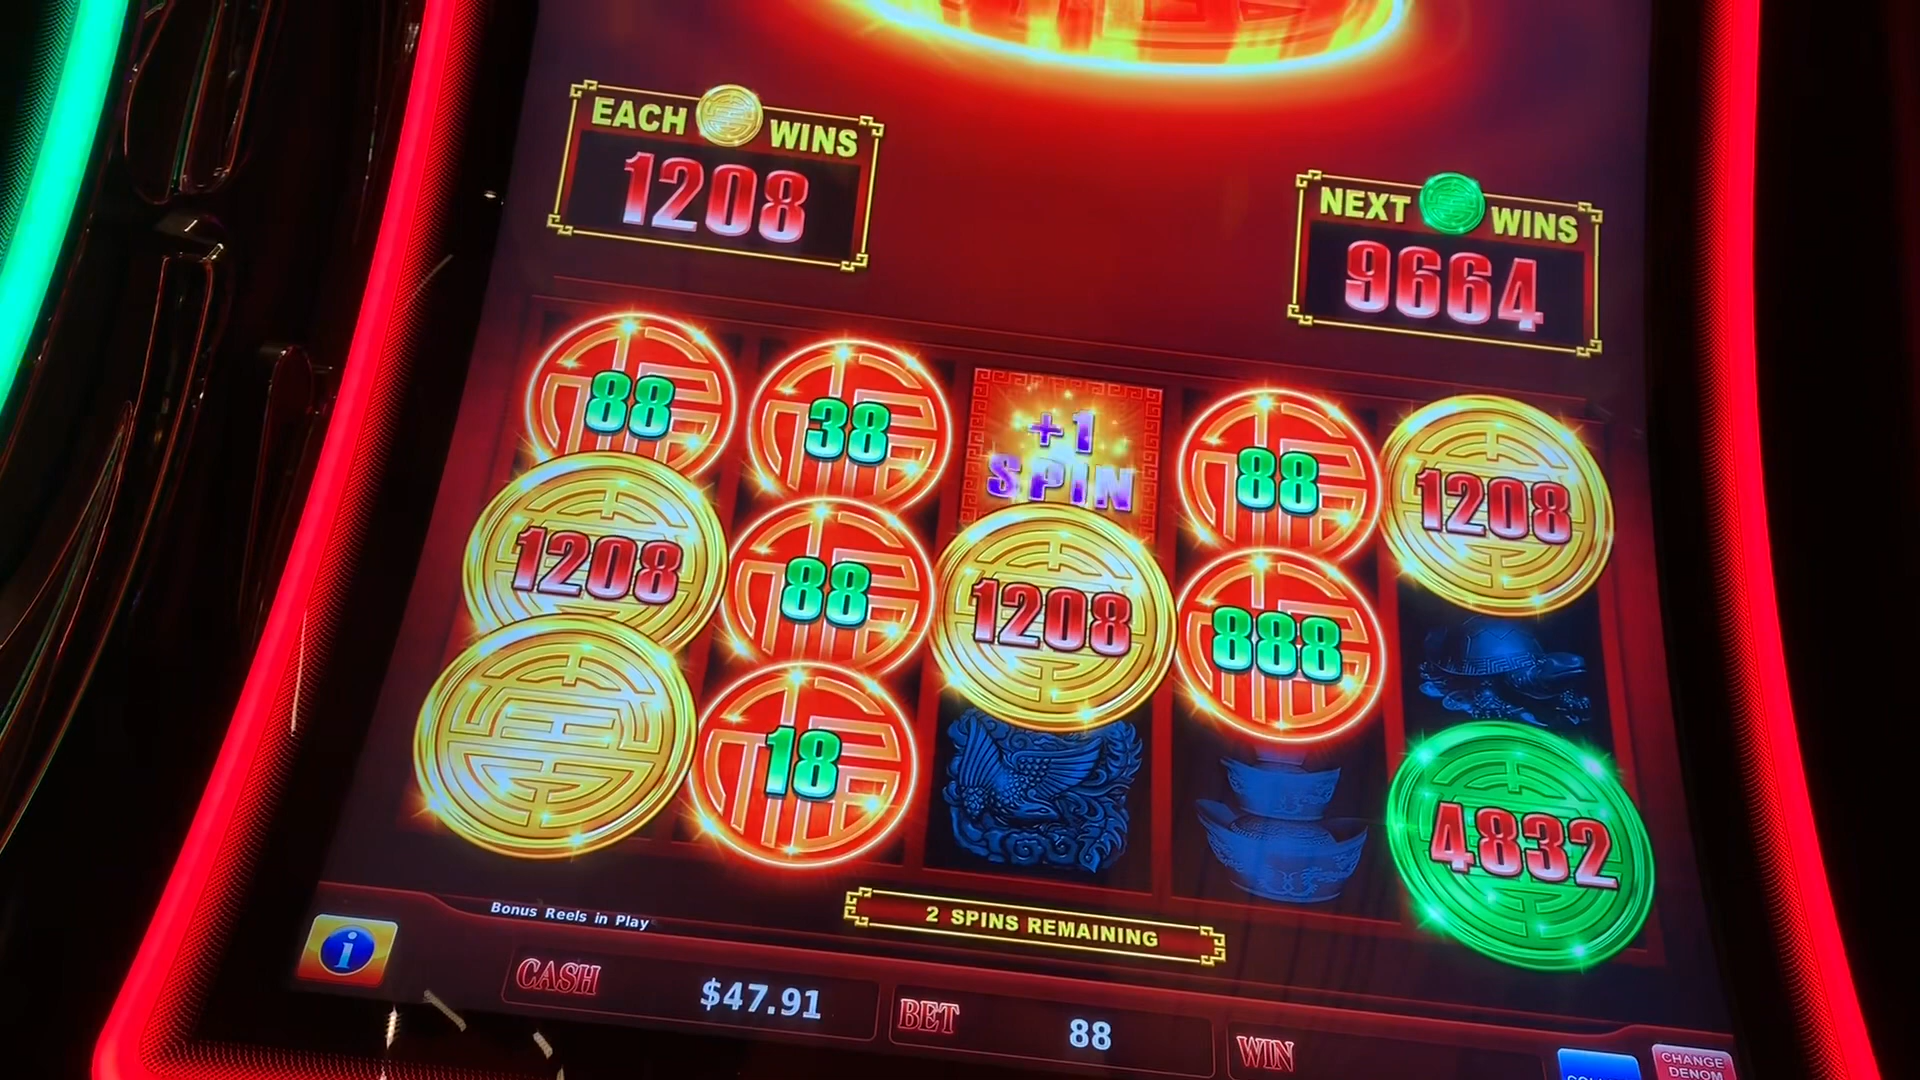 EACH WINS
1208
NEXT WINS
9664
88
38
+1
SPIN
88
1208
1208
88
1208
888
18
4832
Bonus Reels in Play
2 SPINS REMAINING
i
CASH
$47.91
BET
88
WIN
CHANGE
DENOM